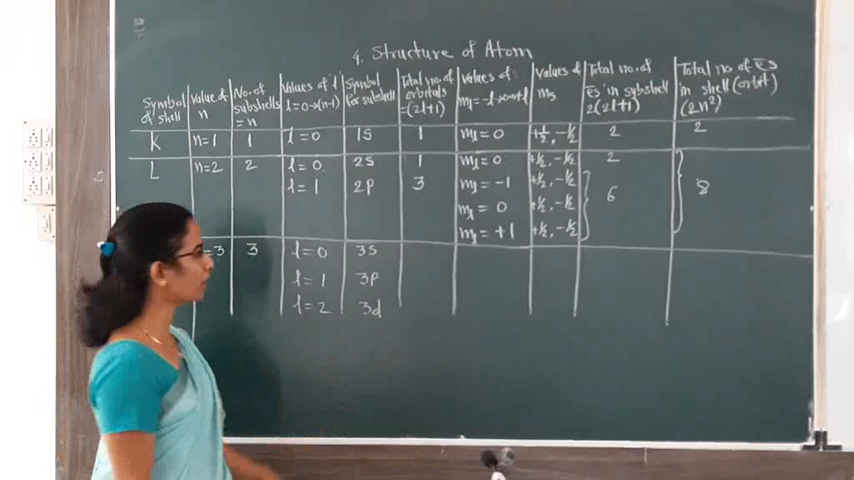 4. Structure of Atom
Symbol of shell
Value of n
No. of subshells = n
Values of l l=0→(n-1)
Symbol for subshell
Total no. of orbitals =(2l+1)
Values of ml=-l→0→+l
Values of ms
Total no. of ēs in subshell 2(2l+1)
Total no of ēs in shell (orbit) (2n²)
K n=1 1 l=0 1S 1 ml=0 +½,-½ 2 2
L n=2 2 l=0 2S 1 ml=0 +½,-½ 2
l=1 2p 3 ml=-1 +½,-½ 6 8
ml=0 +½,-½
ml=+1 +½,-½
=3 3 l=0 3S
l=1 3p
l=2 3d